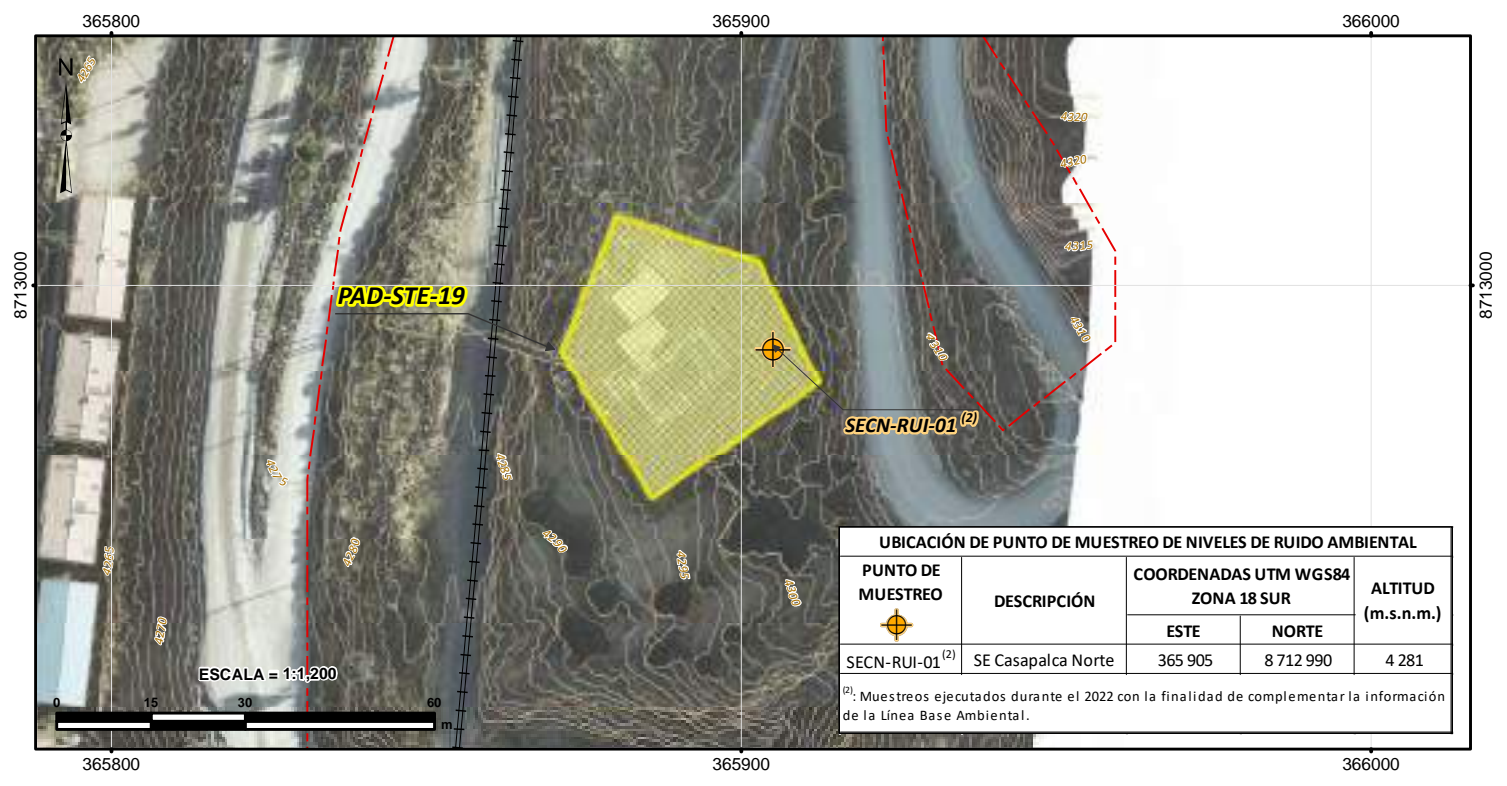 365800
365900
366000
N
4265
4320
4320
4315
8713000
8713000
PAD-STE-19
4310
4310
SECN-RUI-01 (2)
4275
4285
4280
4290
4295
4300
4265
4270
UBICACIÓN DE PUNTO DE MUESTREO DE NIVELES DE RUIDO AMBIENTAL
PUNTO DE MUESTREO
DESCRIPCIÓN
COORDENADAS UTM WGS84
ZONA 18 SUR
ALTITUD
(m.s.n.m.)
ESTE
NORTE
SECN-RUI-01(2)
SE Casapalca Norte
365 905
8 712 990
4 281
(2): Muestreos ejecutados durante el 2022 con la finalidad de complementar la información
de la Línea Base Ambiental.
ESCALA = 1:1,200
0
15
30
60
m
365800
365900
366000